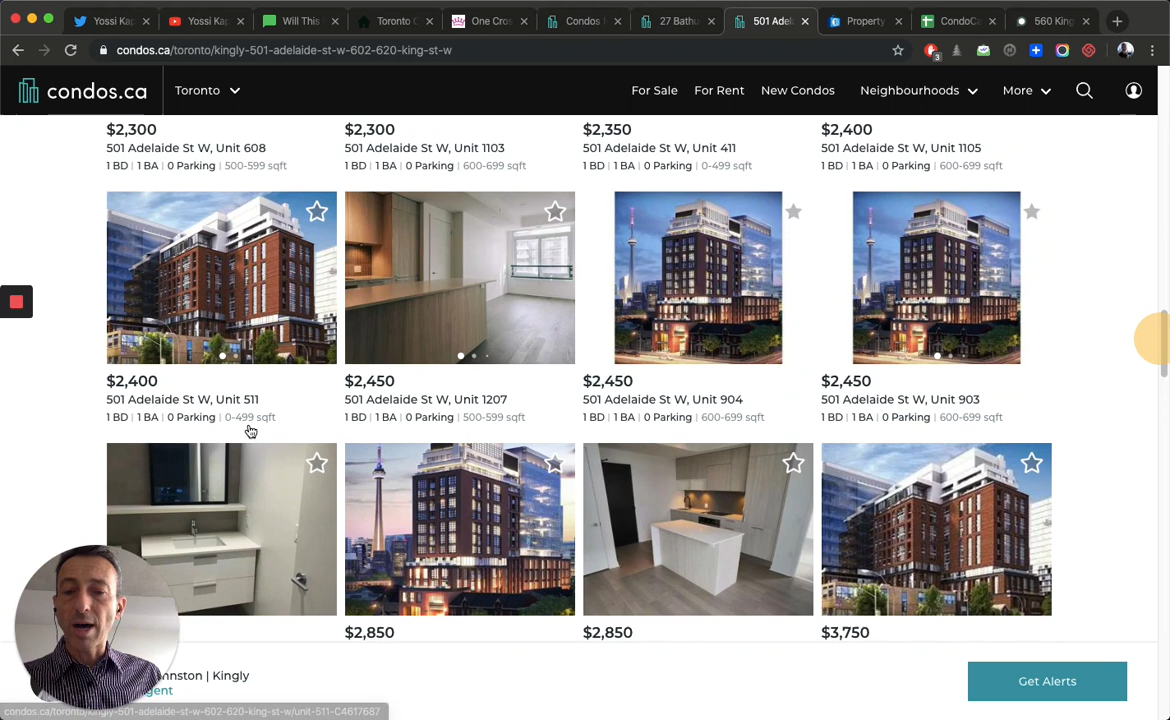 Yossi Kap
Yossi Kap
Will This
Toronto C
One Cros
Condos
27 Bathu
501 Adel
Property
CondoCa
560 King
condos.ca/toronto/kingly-501-adelaide-st-w-602-620-king-st-w
3
condos.ca
Toronto
For Sale
For Rent
New Condos
Neighbourhoods
More
$2,300
501 Adelaide St W, Unit 608
1 BD | 1 BA | 0 Parking | 500-599 sqft
$2,300
501 Adelaide St W, Unit 1103
1 BD | 1 BA | 0 Parking | 600-699 sqft
$2,350
501 Adelaide St W, Unit 411
1 BD | 1 BA | 0 Parking | 0-499 sqft
$2,400
501 Adelaide St W, Unit 1105
1 BD | 1 BA | 0 Parking | 600-699 sqft
$2,400
501 Adelaide St W, Unit 511
1 BD | 1 BA | 0 Parking | 0-499 sqft
$2,450
501 Adelaide St W, Unit 1207
1 BD | 1 BA | 0 Parking | 500-599 sqft
$2,450
501 Adelaide St W, Unit 904
1 BD | 1 BA | 0 Parking | 600-699 sqft
$2,450
501 Adelaide St W, Unit 903
1 BD | 1 BA | 0 Parking | 600-699 sqft
$2,850
$2,850
$3,750
nnston | Kingly
gent
Get Alerts
condos.ca/toronto/kingly-501-adelaide-st-w-602-620-king-st-w/unit-511-C4617687